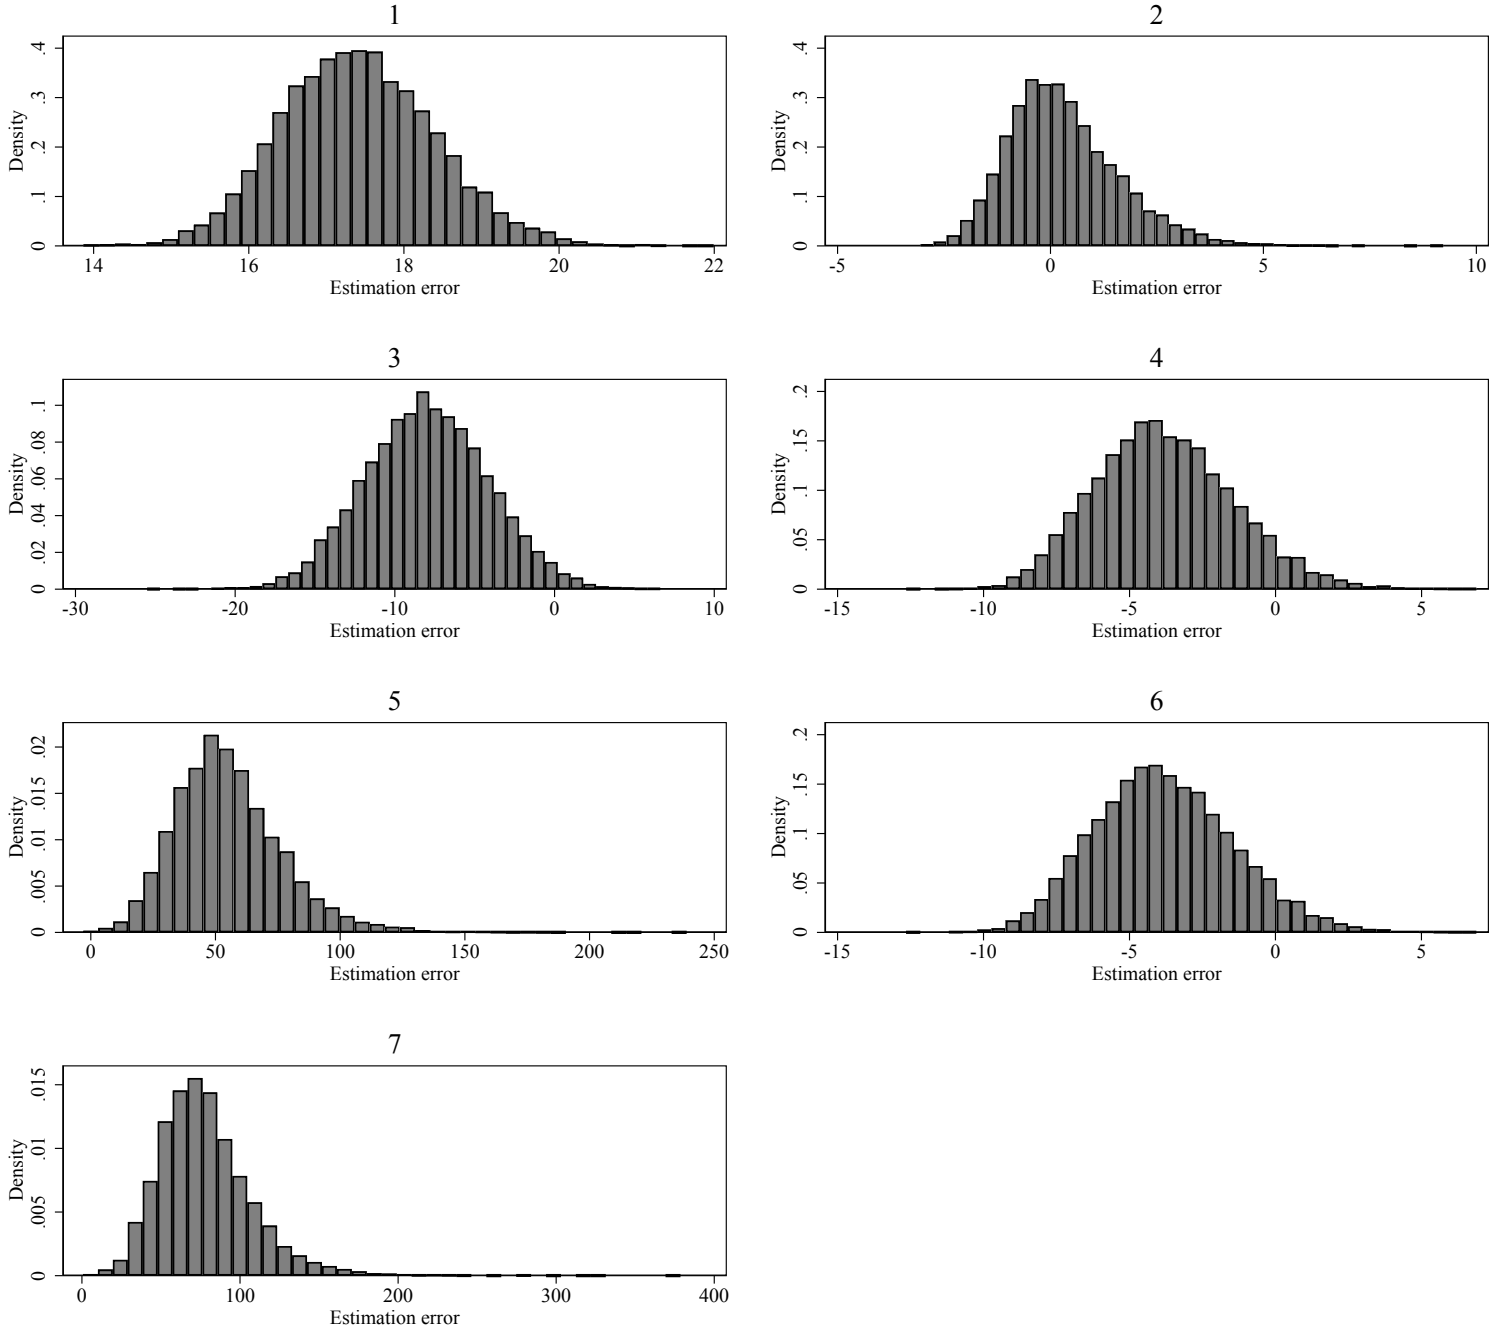 1
Density
0 .1 .2 .3 .4
14 16 18 20 22
Estimation error
2
Density
0 .1 .2 .3 .4
-5 0 5 10
Estimation error
3
Density
0 .02 .04 .06 .08 .1
-30 -20 -10 0 10
Estimation error
4
Density
0 .05 .1 .15 .2
-15 -10 -5 0 5
Estimation error
5
Density
0 .005 .01 .015 .02
0 50 100 150 200 250
Estimation error
6
Density
0 .05 .1 .15 .2
-15 -10 -5 0 5
Estimation error
7
Density
0 .005 .01 .015
0 100 200 300 400
Estimation error